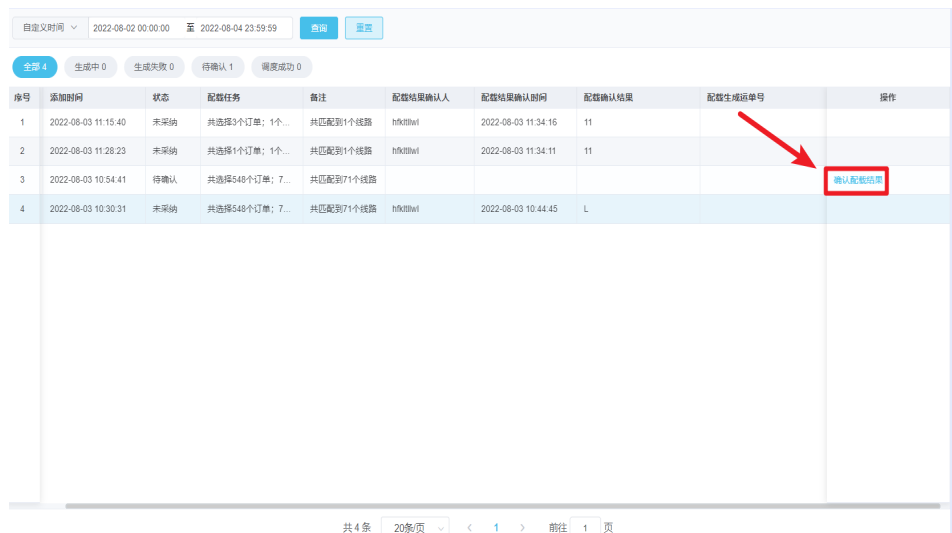 自定义时间 2022-08-02 00:00:00 至 2022-08-04 23:59:59 查询 重置
全部 4 生成中 0 生成失败 0 待确认 1 调度成功 0
序号 添加时间 状态 配载任务 备注 配载结果确认人 配载结果确认时间 配载确认结果 配载生成运单号 操作
1 2022-08-03 11:15:40 未采纳 共选择3个订单；1个... 共匹配到1个线路 hfkltliwl 2022-08-03 11:34:16 11
2 2022-08-03 11:28:23 未采纳 共选择1个订单；1个... 共匹配到1个线路 hfkltliwl 2022-08-03 11:34:11 11
3 2022-08-03 10:54:41 待确认 共选择548个订单；7... 共匹配到71个线路 确认配载结果
4 2022-08-03 10:30:31 未采纳 共选择548个订单；7... 共匹配到71个线路 hfkltliwl 2022-08-03 10:44:45 L
共 4 条 20条/页 1 前往 1 页